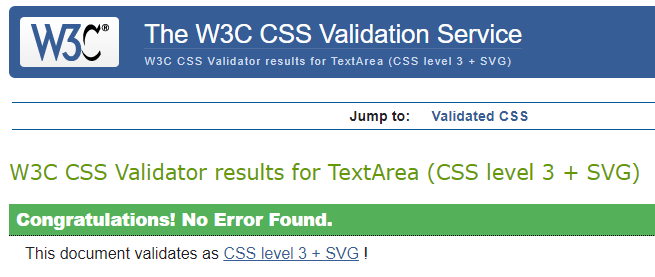 W3C®
The W3C CSS Validation Service
W3C CSS Validator results for TextArea (CSS level 3 + SVG)
Jump to: Validated CSS
W3C CSS Validator results for TextArea (CSS level 3 + SVG)
Congratulations! No Error Found.
This document validates as CSS level 3 + SVG !